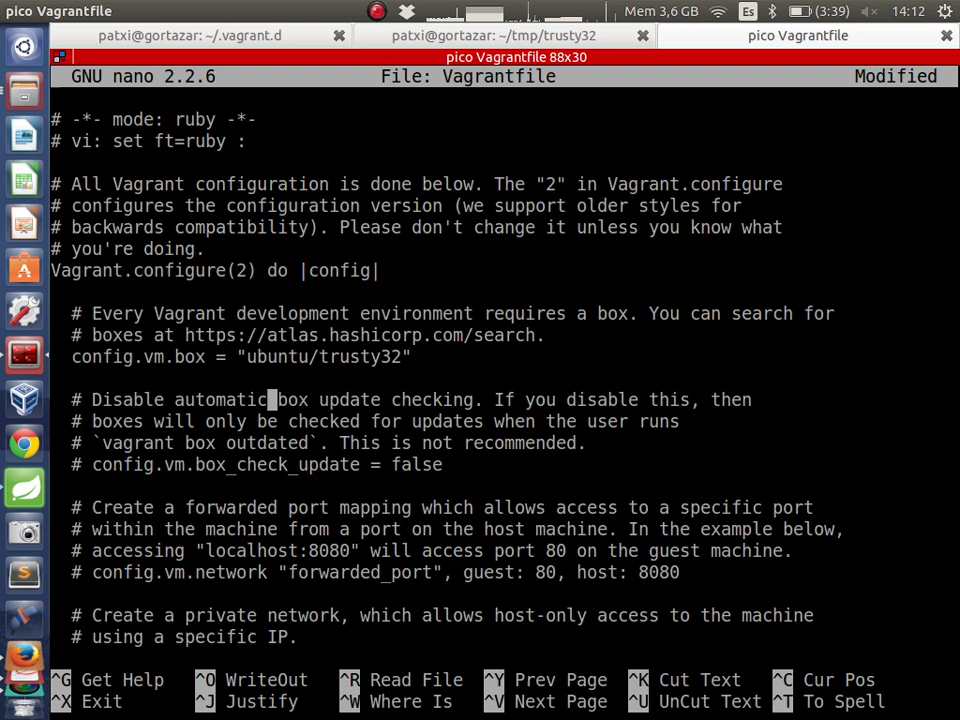 pico Vagrantfile
Mem 3,6 GB
Es
(3:39)
14:12
patxi@gortazar: ~/.vagrant.d
patxi@gortazar: ~/tmp/trusty32
pico Vagrantfile
pico Vagrantfile 88x30
GNU nano 2.2.6 File: Vagrantfile Modified
# -*- mode: ruby -*-
# vi: set ft=ruby :
# All Vagrant configuration is done below. The "2" in Vagrant.configure
# configures the configuration version (we support older styles for
# backwards compatibility). Please don't change it unless you know what
# you're doing.
Vagrant.configure(2) do |config|
# Every Vagrant development environment requires a box. You can search for
# boxes at https://atlas.hashicorp.com/search.
config.vm.box = "ubuntu/trusty32"
# Disable automatic box update checking. If you disable this, then
# boxes will only be checked for updates when the user runs
# `vagrant box outdated`. This is not recommended.
# config.vm.box_check_update = false
# Create a forwarded port mapping which allows access to a specific port
# within the machine from a port on the host machine. In the example below,
# accessing "localhost:8080" will access port 80 on the guest machine.
# config.vm.network "forwarded_port", guest: 80, host: 8080
# Create a private network, which allows host-only access to the machine
# using a specific IP.
^G Get Help ^O WriteOut ^R Read File ^Y Prev Page ^K Cut Text ^C Cur Pos
^X Exit ^J Justify ^W Where Is ^V Next Page ^U UnCut Text ^T To Spell